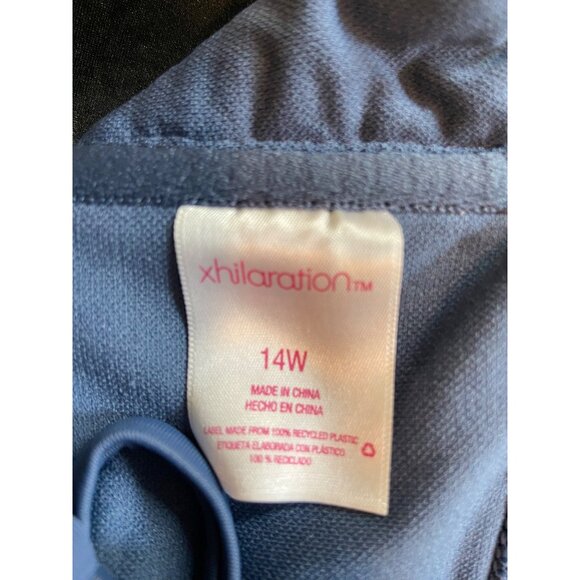 xhilaration™
14W
MADE IN CHINA
HECHO EN CHINA
LABEL MADE FROM 100% RECYCLED PLASTIC
ETIQUETA ELABORADA CON PLÁSTICO
100 % RECICLADO